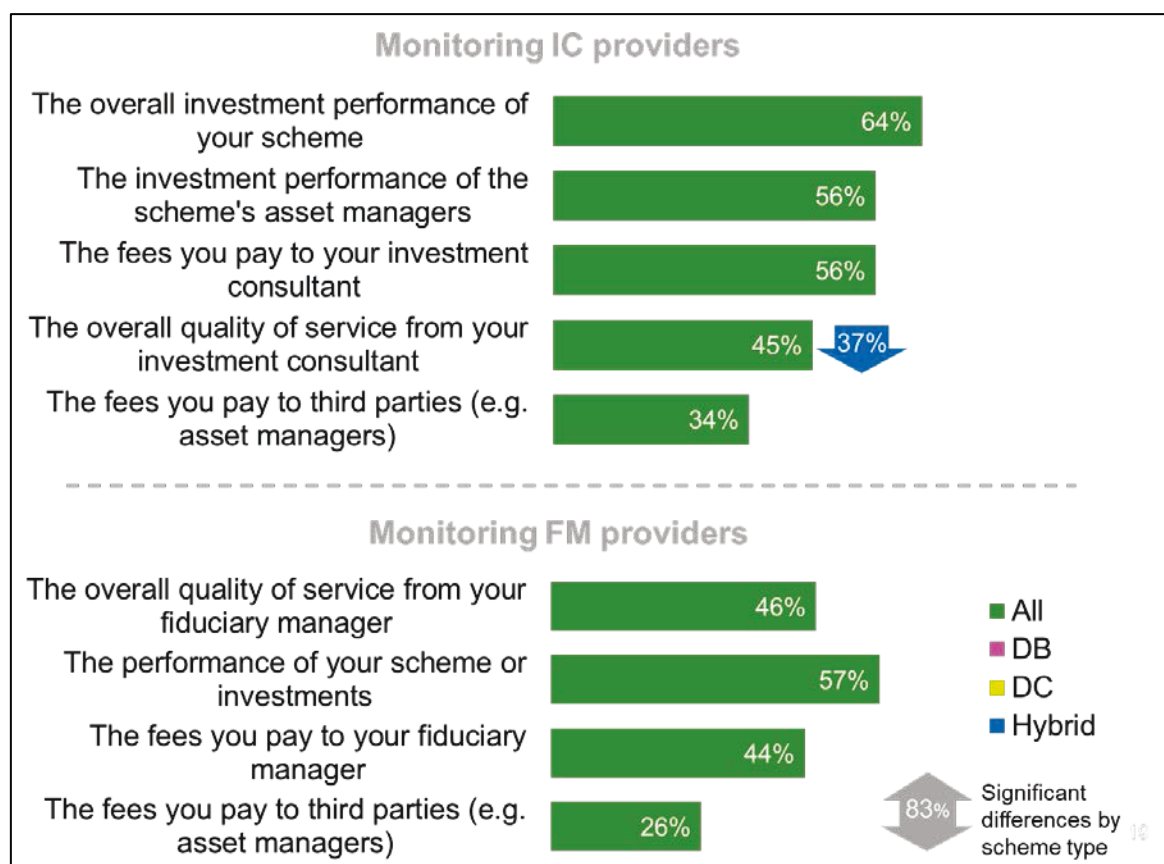 Monitoring IC providers
The overall investment performance of
your scheme
64%
The investment performance of the
scheme's asset managers
56%
The fees you pay to your investment
consultant
56%
The overall quality of service from your
investment consultant
45%
37%
The fees you pay to third parties (e.g.
asset managers)
34%
Monitoring FM providers
The overall quality of service from your
fiduciary manager
46%
The performance of your scheme or
investments
57%
The fees you pay to your fiduciary
manager
44%
The fees you pay to third parties (e.g.
asset managers)
26%
All
DB
DC
Hybrid
83%
Significant
differences by
scheme type